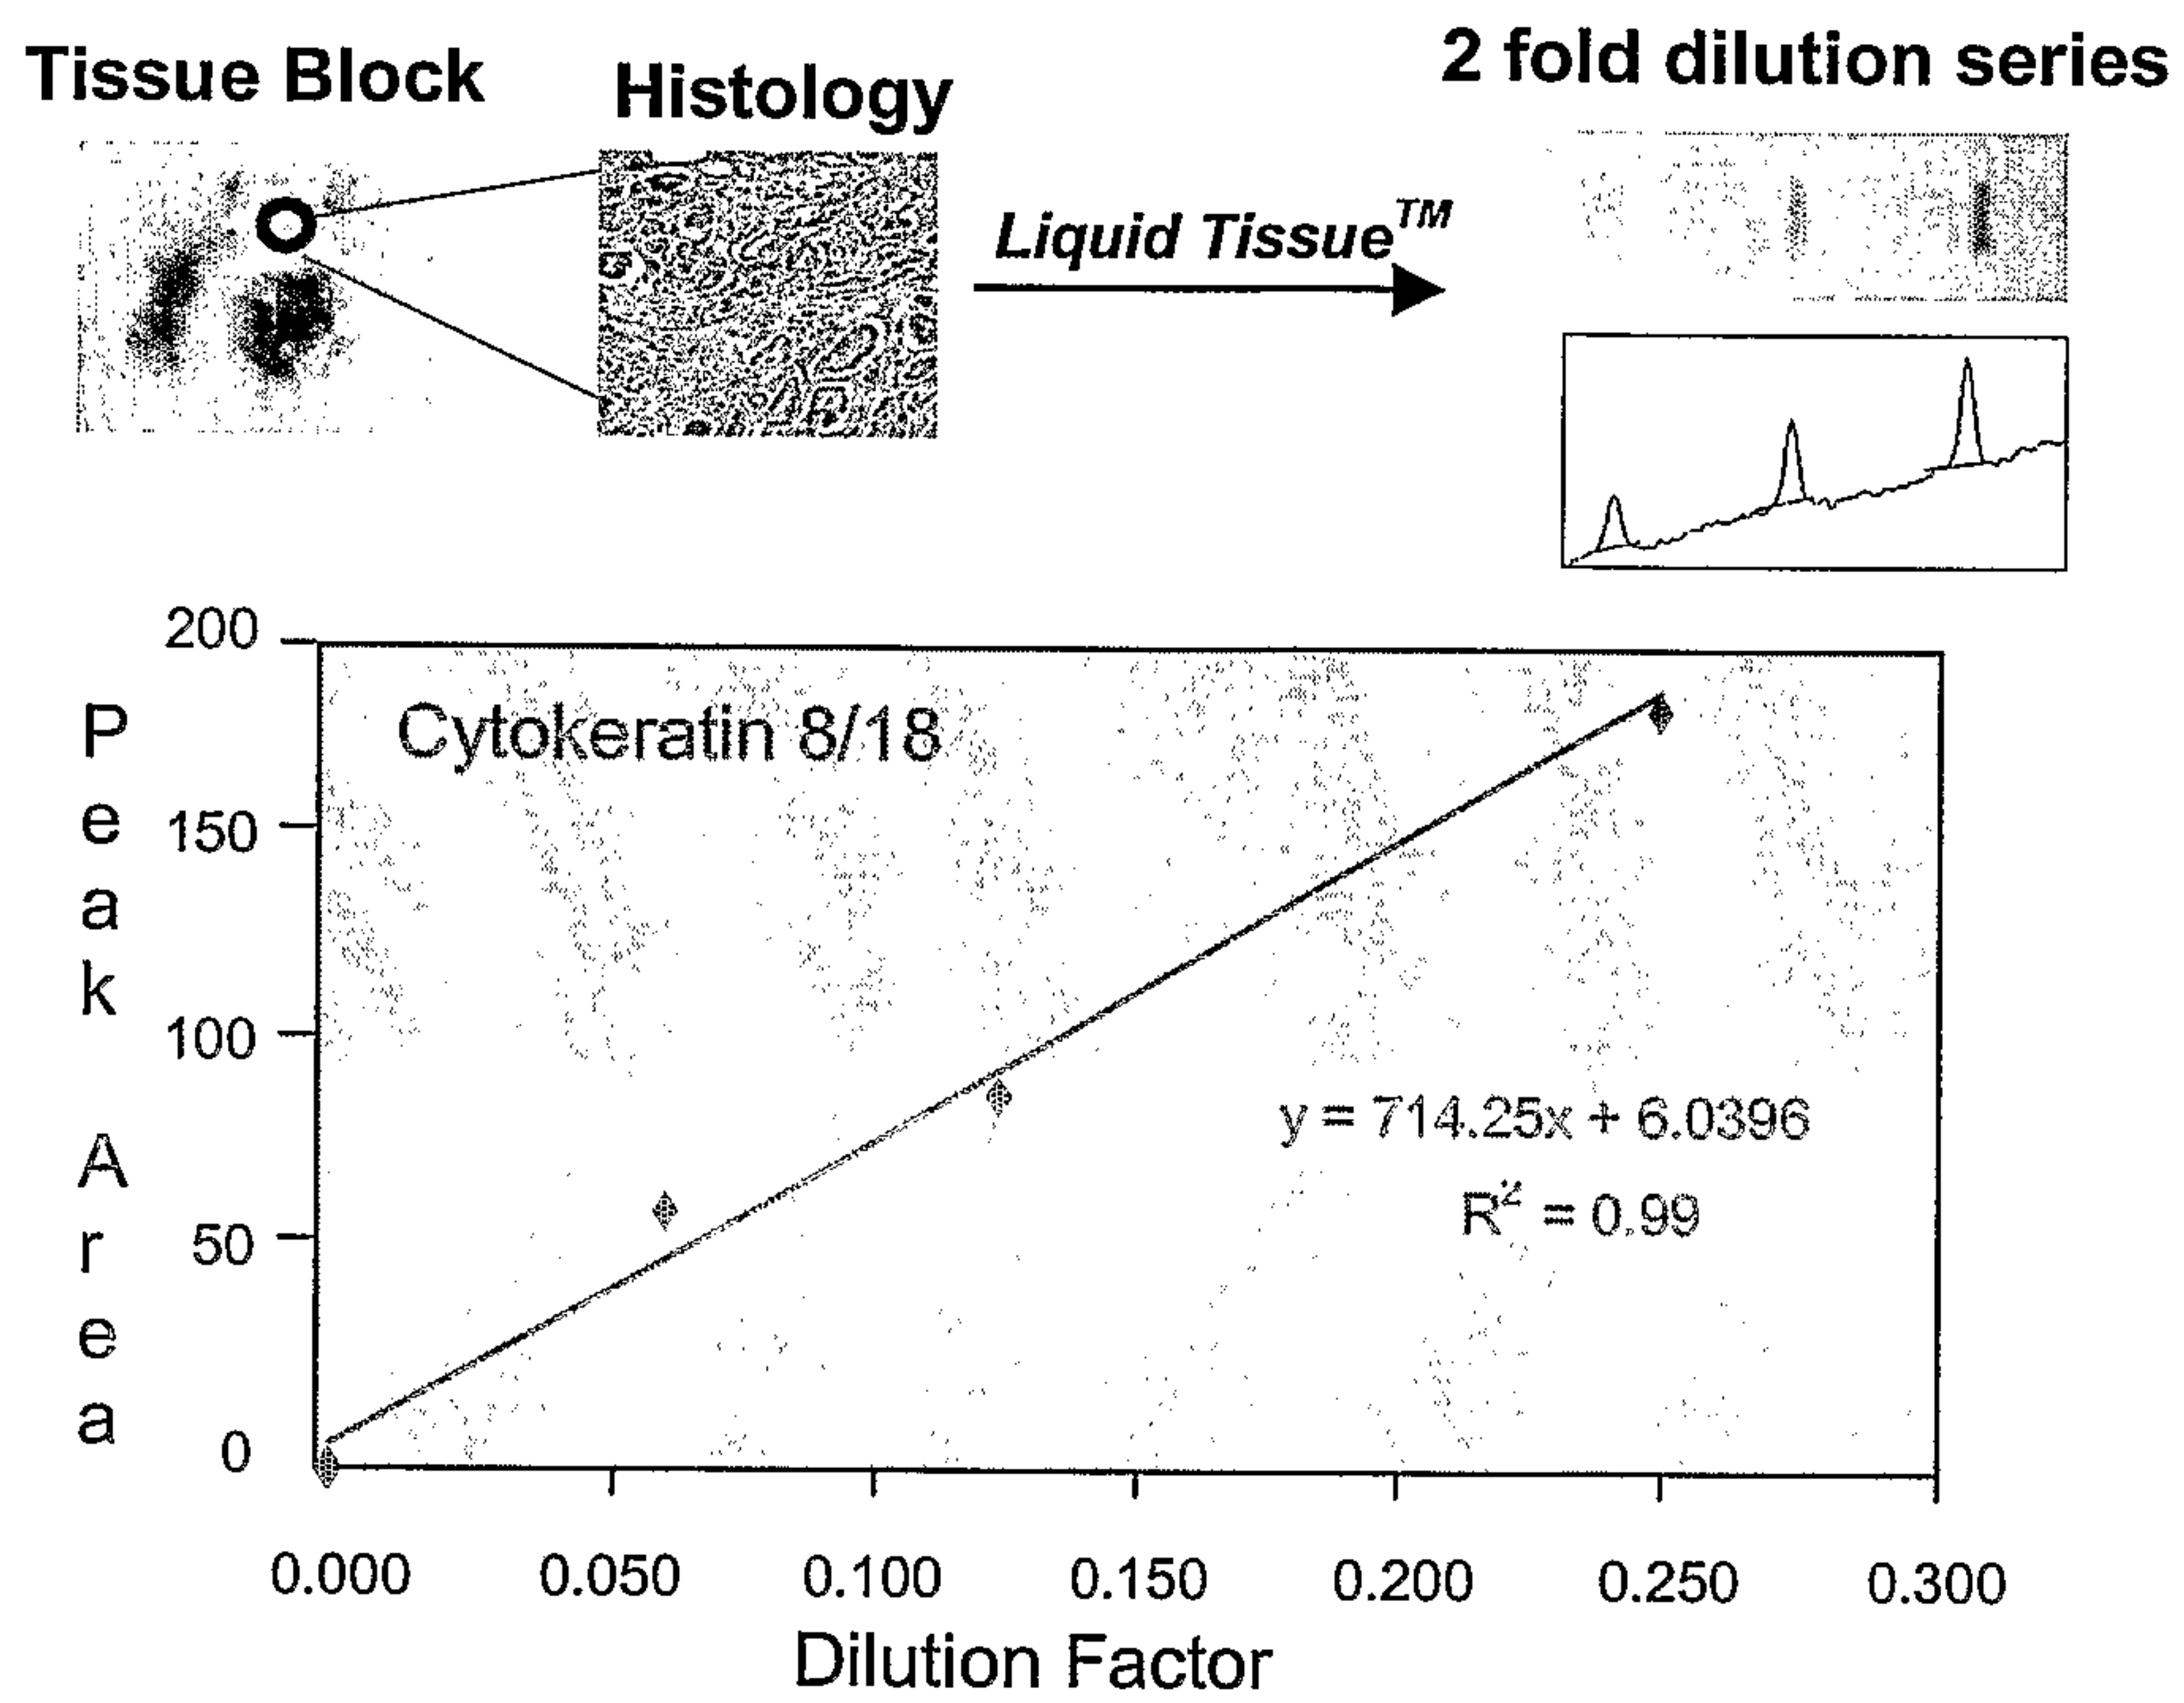 Tissue Block
Histology
2 fold dilution series
Liquid Tissue™
Peak Area
200
150
100
50
0
Cytokeratin 8/18
y = 714.25x + 6.0396
R² = 0.99
0.000 0.050 0.100 0.150 0.200 0.250 0.300
Dilution Factor